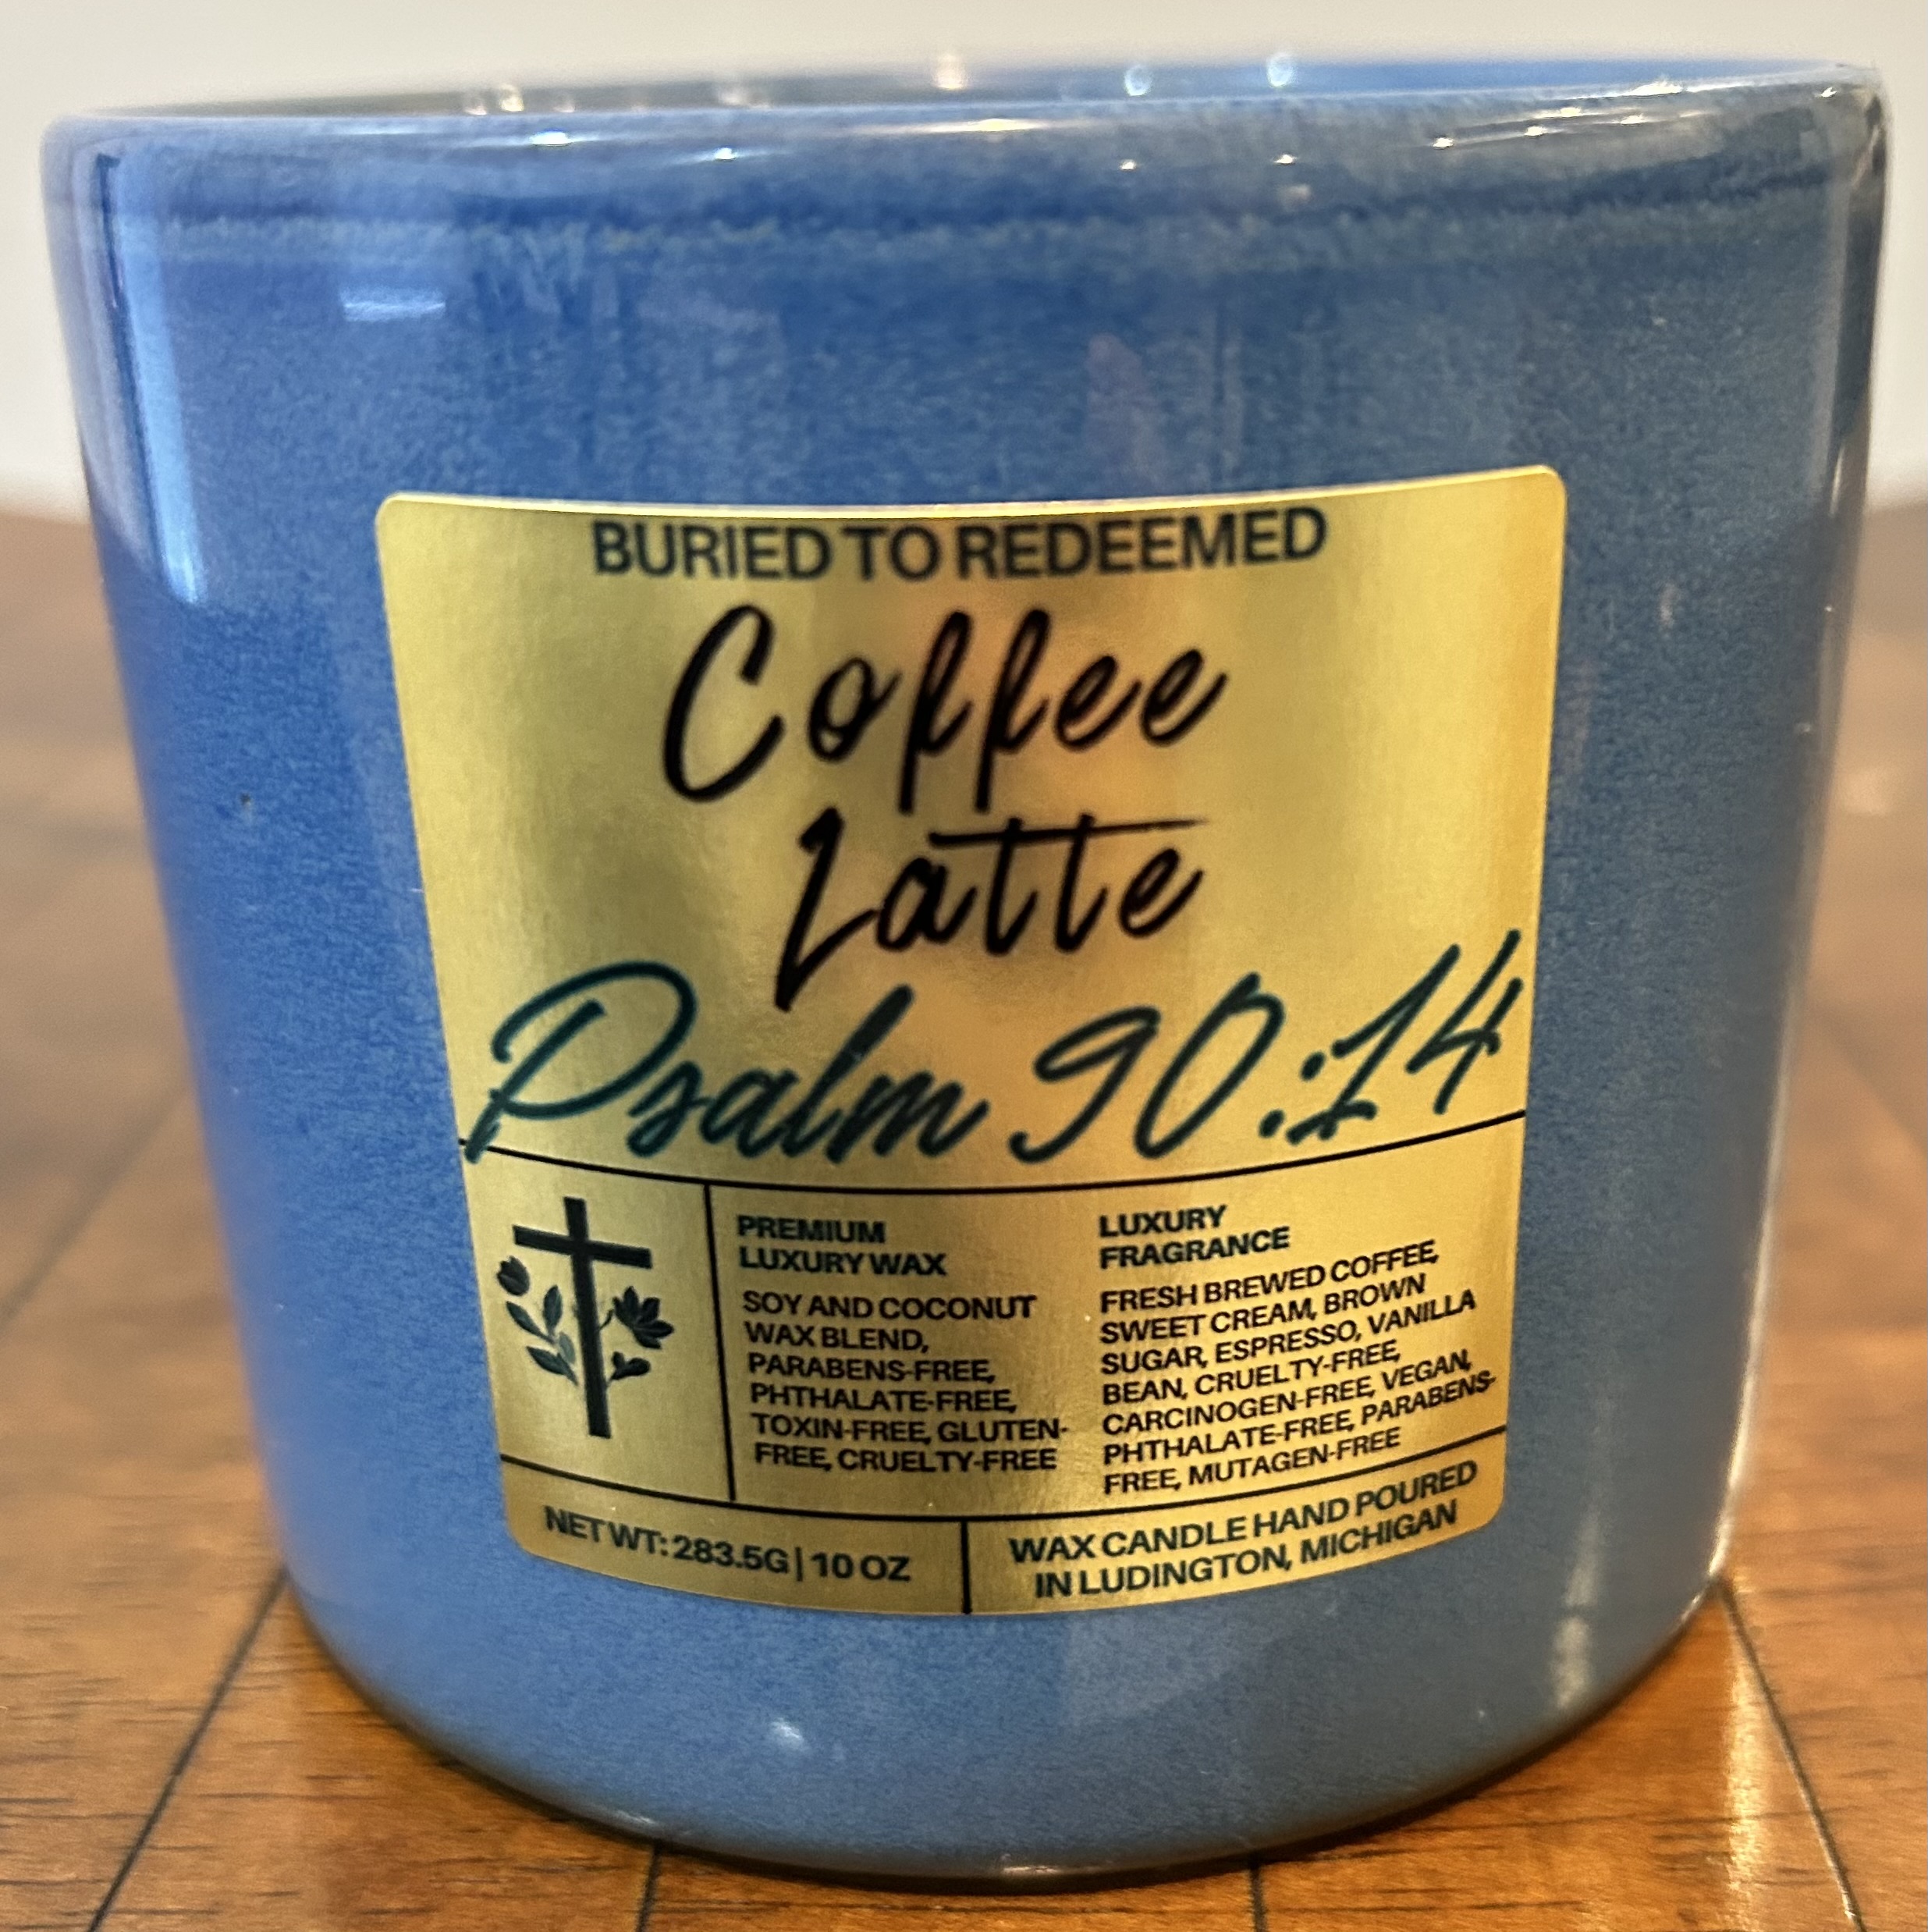 BURIED TO REDEEMED
Coffee
Latte
Psalm 90:14
PREMIUM
LUXURY WAX
SOY AND COCONUT
WAX BLEND,
PARABENS-FREE,
PHTHALATE-FREE,
TOXIN-FREE, GLUTEN-
FREE, CRUELTY-FREE
LUXURY
FRAGRANCE
FRESH BREWED COFFEE,
SWEET CREAM, BROWN
SUGAR, ESPRESSO, VANILLA
BEAN, CRUELTY-FREE,
CARCINOGEN-FREE, VEGAN,
PHTHALATE-FREE, PARABENS-
FREE, MUTAGEN-FREE
NET WT: 283.5G | 10 OZ
WAX CANDLE HAND POURED
IN LUDINGTON, MICHIGAN